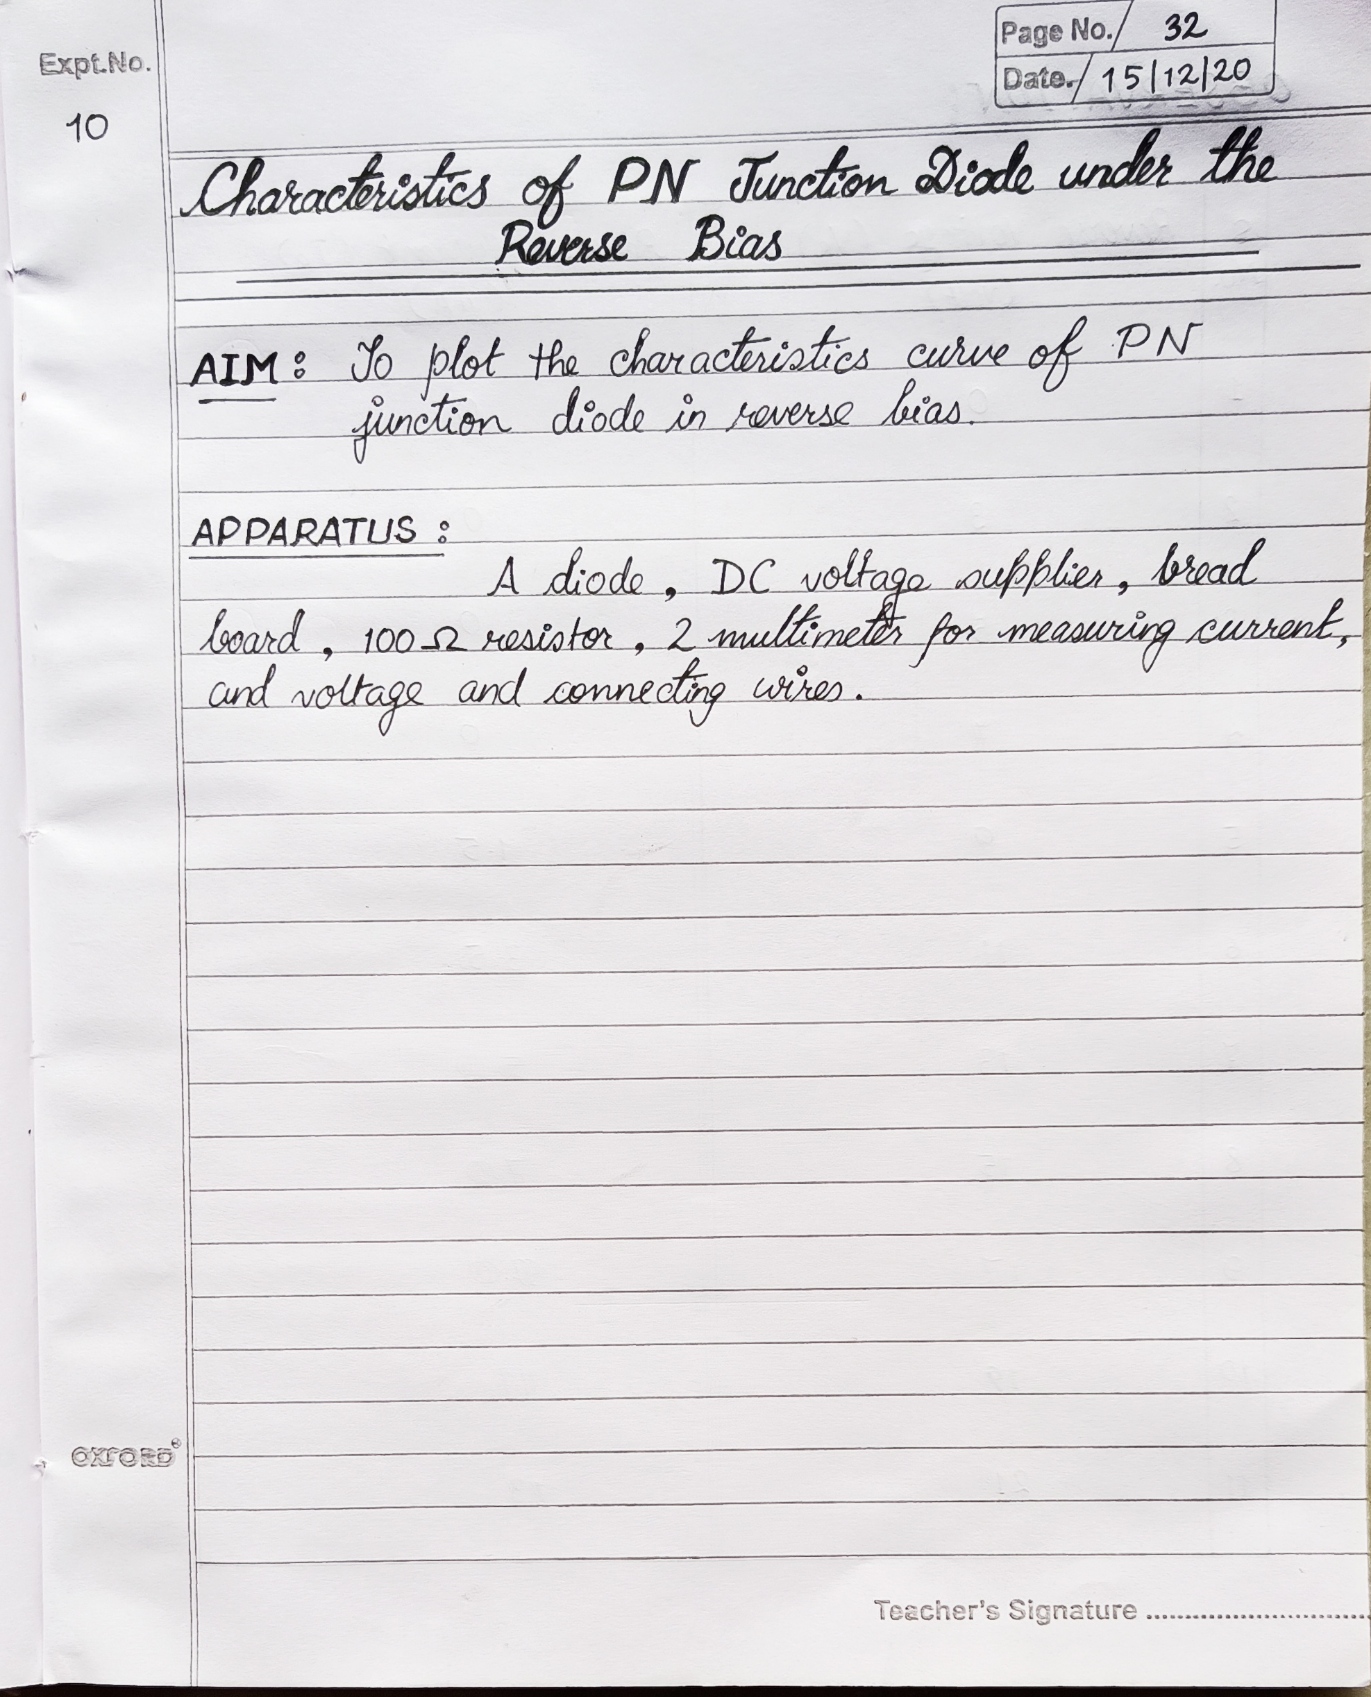 Page No. 32
Expt.No.
Date. 15/12/20
10
Characteristics of PN Junction Diode under the
Reverse Bias
AIM: To plot the characteristics curve of PN
junction diode in reverse bias.
APPARATUS :
A diode, DC voltage supplier, bread
board, 100Ω resistor, 2 multimeter for measuring current,
and voltage and connecting wires.
OXFORD®
Teacher's Signature ..............................